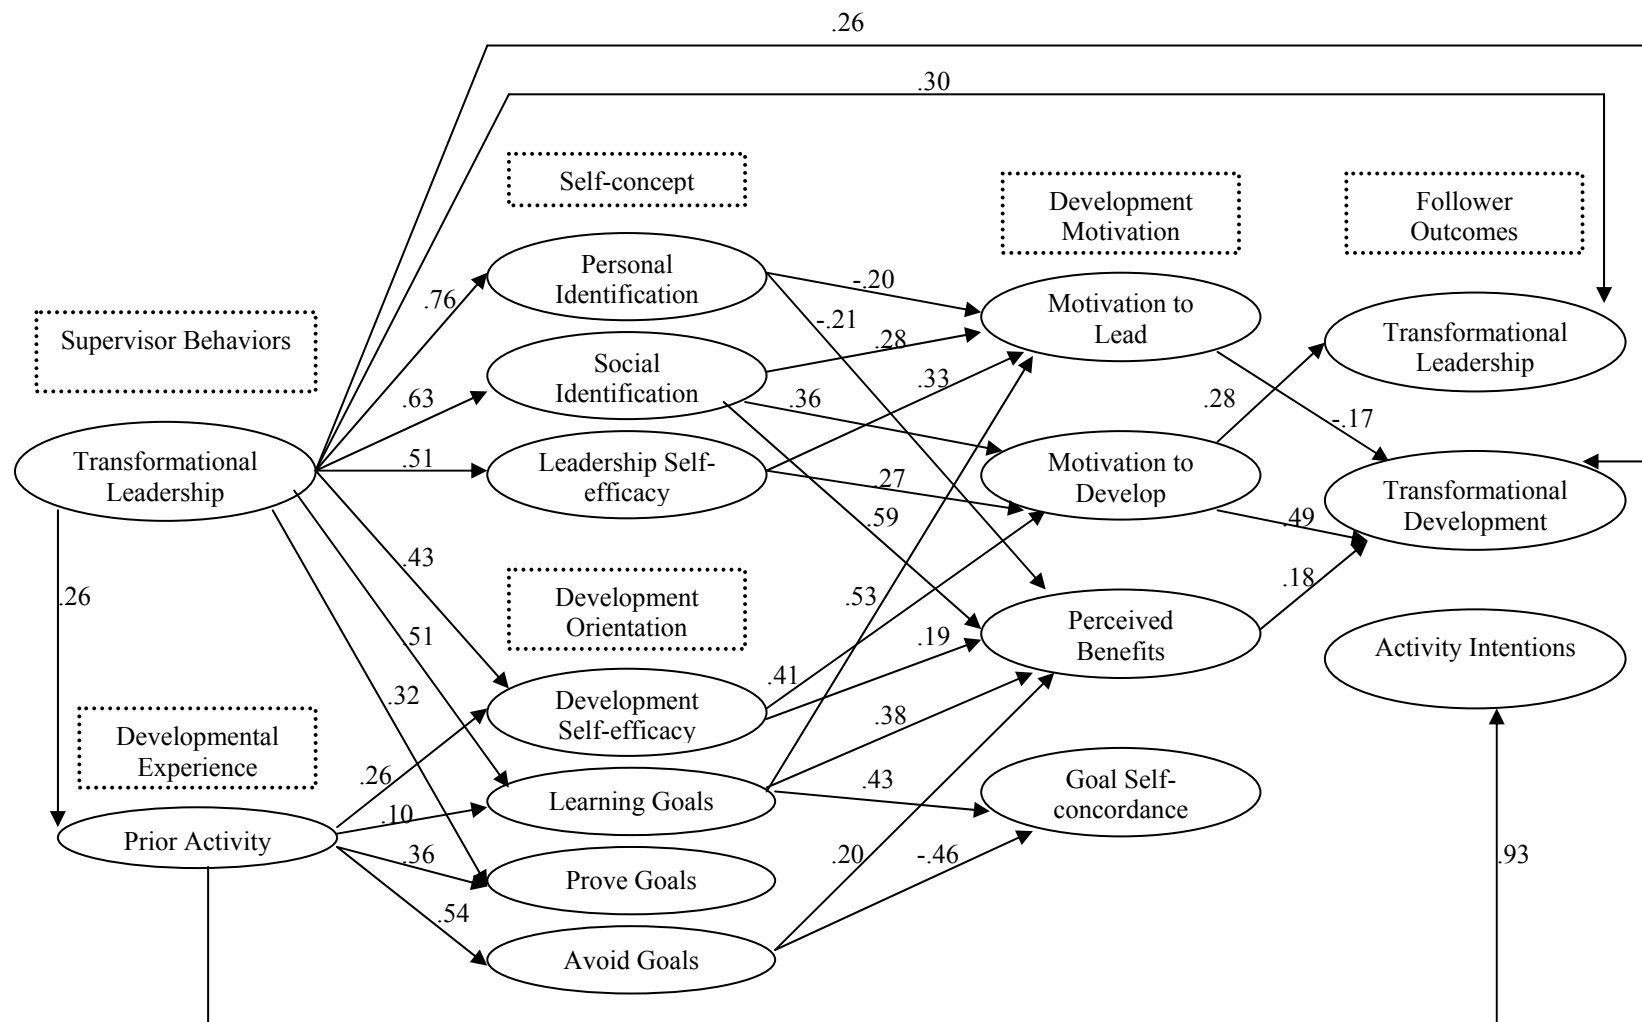 .26
.30
Self-concept
Development
Motivation
Follower
Outcomes
Personal
Identification
-.20
.76
-.21
Motivation to
Lead
Supervisor Behaviors
Transformational
Leadership
Social
Identification
.28
.33
.63
.36
.28
-.17
Transformational
Leadership
.51
Leadership Self-
efficacy
.27
Motivation to
Develop
Transformational
Development
.59
.49
.43
.26
Development
Orientation
.53
.18
.51
.19
Perceived
Benefits
Activity Intentions
.32
.41
Development
Self-efficacy
.38
Developmental
Experience
.26
.43
Goal Self-
concordance
Learning Goals
.10
Prior Activity
.36
.20
-.46
.93
Prove Goals
.54
Avoid Goals